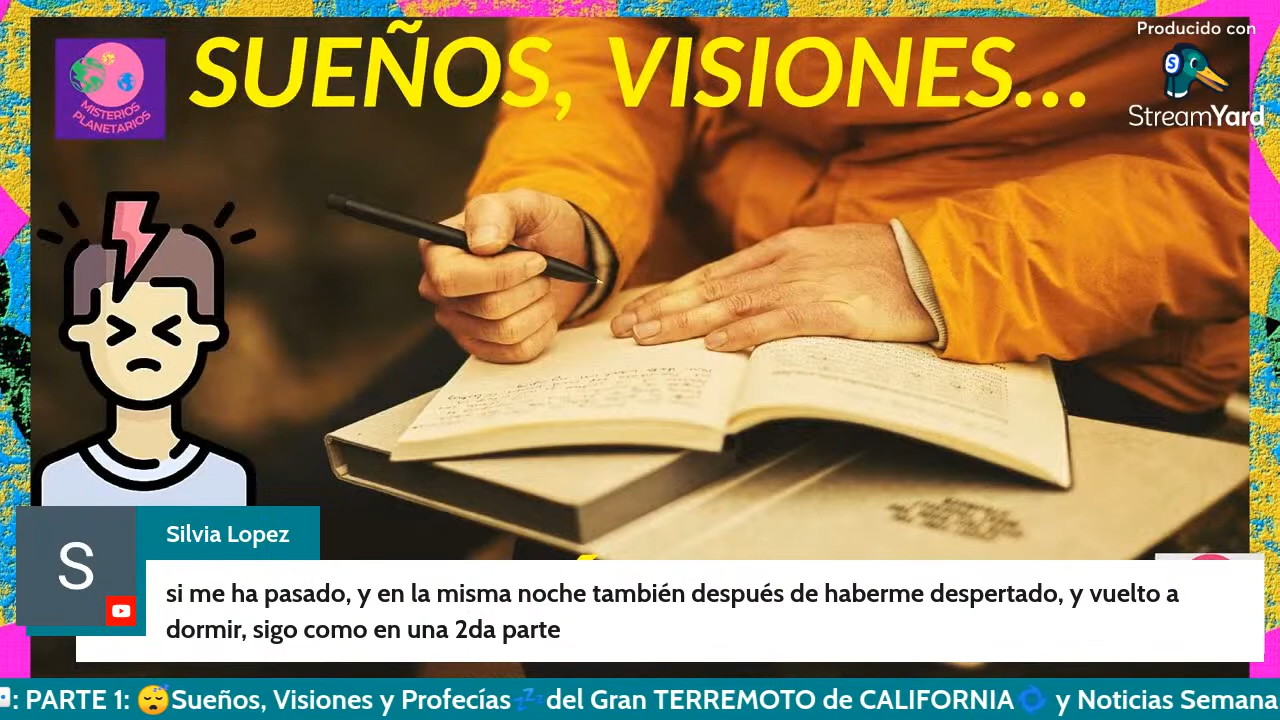 Producido con
SUEÑOS, VISIONES...
MISTERIOS
PLANETARIOS
StreamYard
S
Silvia Lopez
si me ha pasado, y en la misma noche también después de haberme despertado, y vuelto a
dormir, sigo como en una 2da parte
: PARTE 1: 😴Sueños, Visiones y Profecías💤del Gran TERREMOTO de CALIFORNIA🌀 y Noticias Semana